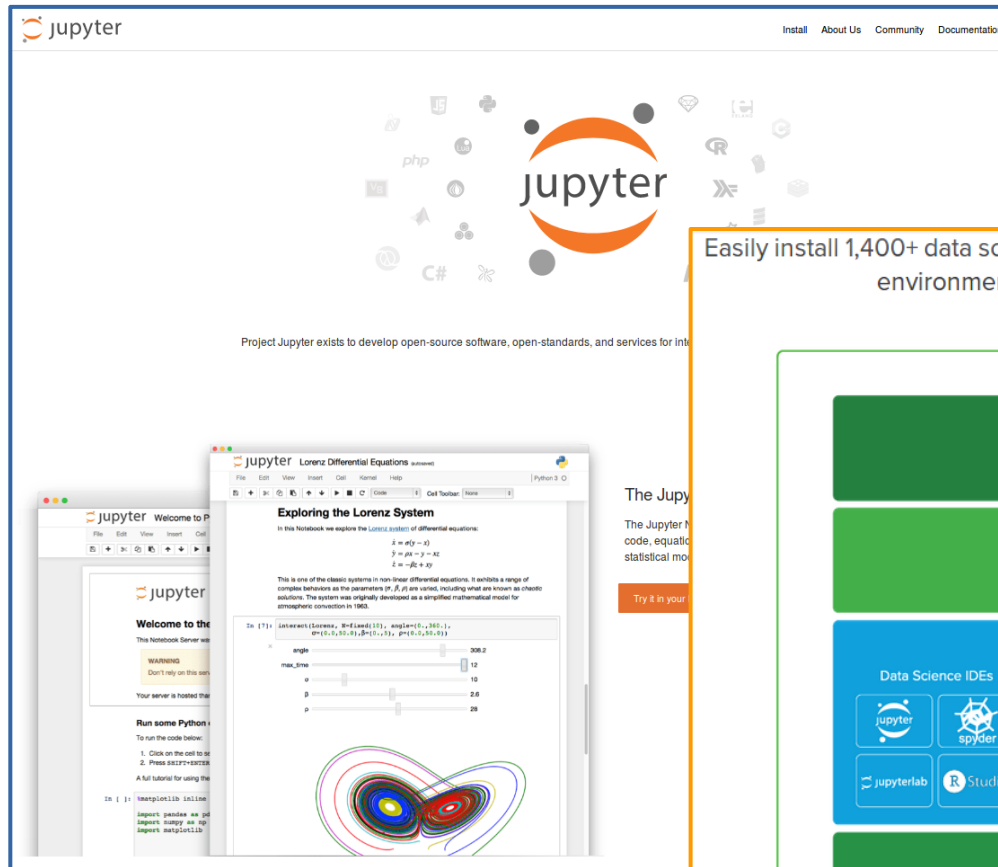 jupyter
Install About Us Community Documentation
php
JS
Ya
C#
R
jupyter
Easily install 1,400+ data sc
environmen
Project Jupyter exists to develop open-source software, open-standards, and services for inte
jupyter Lorenz Differential Equations (autosaved)
File Edit View Insert Cell Kernel Help Python 3
Code Cell Toolbar: None
Exploring the Lorenz System
In this Notebook we explore the Lorenz system of differential equations:
ẋ = σ(y − x)
ẏ = ρx − y − xz
ż = −βz + xy
This is one of the classic systems in non-linear differential equations. It exhibits a range of
complex behaviors as the parameters (σ, β, ρ) are varied, including what are known as chaotic
solutions. The system was originally developed as a simplified mathematical model for
atmospheric convection in 1963.
In [7]: interact(Lorenz, N=fixed(10), angle=(0.,360.),
σ=(0.0,50.0),β=(0.,5), ρ=(0.0,50.0))
angle 308.2
max_time 12
σ 10
β 2.6
ρ 28
jupyter Welcome to P
File Edit View Insert Cell
jupyter
Welcome to the
This Notebook Server was
WARNING
Don't rely on this serv
Your server is hosted than
Run some Python
To run the code below:
1. Click on the cell to se
2. Press SHIFT+ENTER
A full tutorial for using the
In [ ]: %matplotlib inline
import pandas as pd
import numpy as np
import matplotlib
The Jupy
The Jupyter N
code, equatio
statistical mo
Try it in your
Data Science IDEs
jupyter
spyder
jupyterlab
R Studi